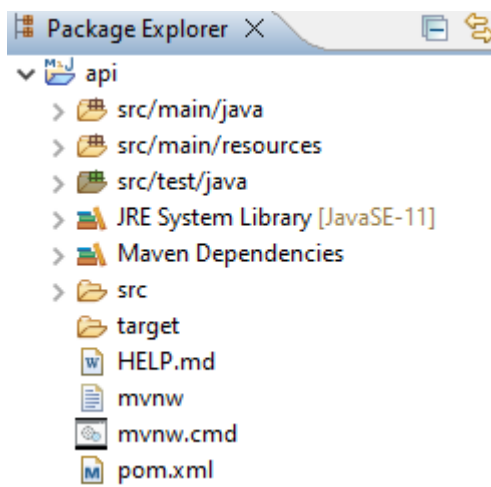 Package Explorer
api
src/main/java
src/main/resources
src/test/java
JRE System Library [JavaSE-11]
Maven Dependencies
src
target
HELP.md
mvnw
mvnw.cmd
pom.xml